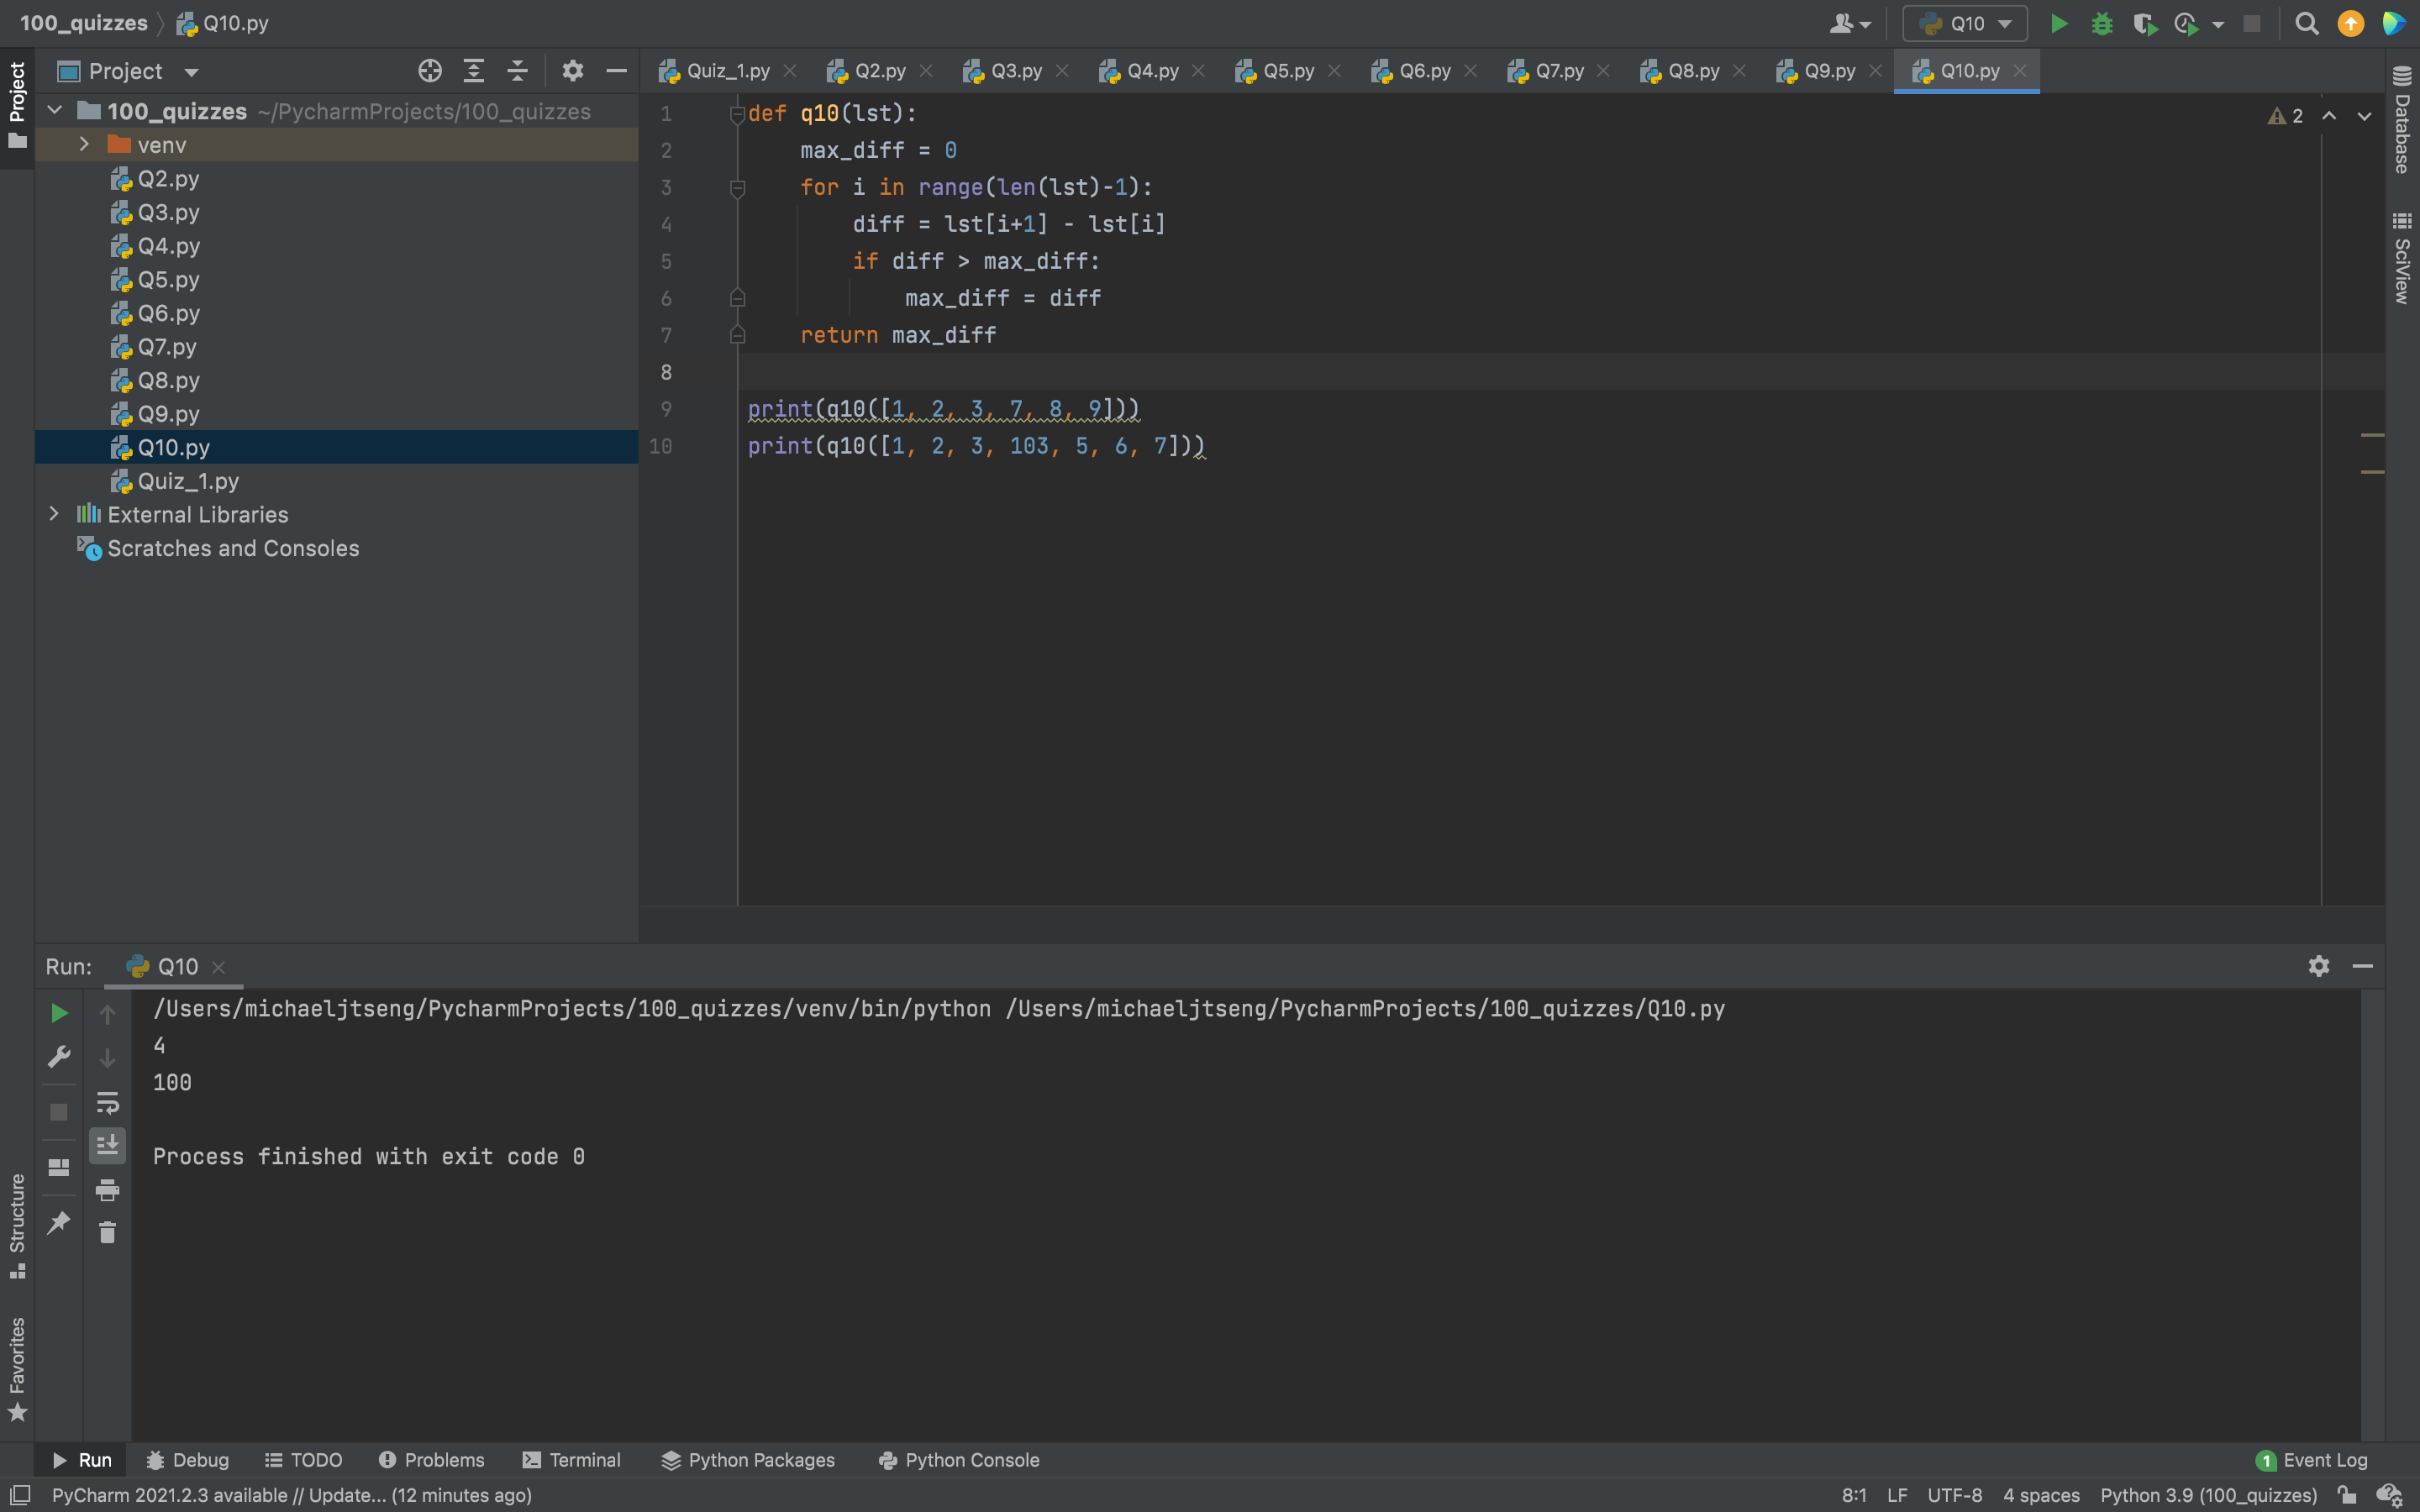 100_quizzes Q10.py Q10
Project Quiz_1.py Q2.py Q3.py Q4.py Q5.py Q6.py Q7.py Q8.py Q9.py Q10.py
Project
100_quizzes ~/PycharmProjects/100_quizzes
venv
Q2.py
Q3.py
Q4.py
Q5.py
Q6.py
Q7.py
Q8.py
Q9.py
Q10.py
Quiz_1.py
External Libraries
Scratches and Consoles
1 def q10(lst):
2 max_diff = 0
3 for i in range(len(lst)-1):
4 diff = lst[i+1] - lst[i]
5 if diff > max_diff:
6 max_diff = diff
7 return max_diff
8
9 print(q10([1, 2, 3, 7, 8, 9]))
10 print(q10([1, 2, 3, 103, 5, 6, 7]))
2
Database
SciView
Run: Q10
/Users/michaeljtseng/PycharmProjects/100_quizzes/venv/bin/python /Users/michaeljtseng/PycharmProjects/100_quizzes/Q10.py
4
100
Process finished with exit code 0
Structure
Favorites
Run Debug TODO Problems Terminal Python Packages Python Console 1 Event Log
PyCharm 2021.2.3 available // Update... (12 minutes ago) 8:1 LF UTF-8 4 spaces Python 3.9 (100_quizzes)